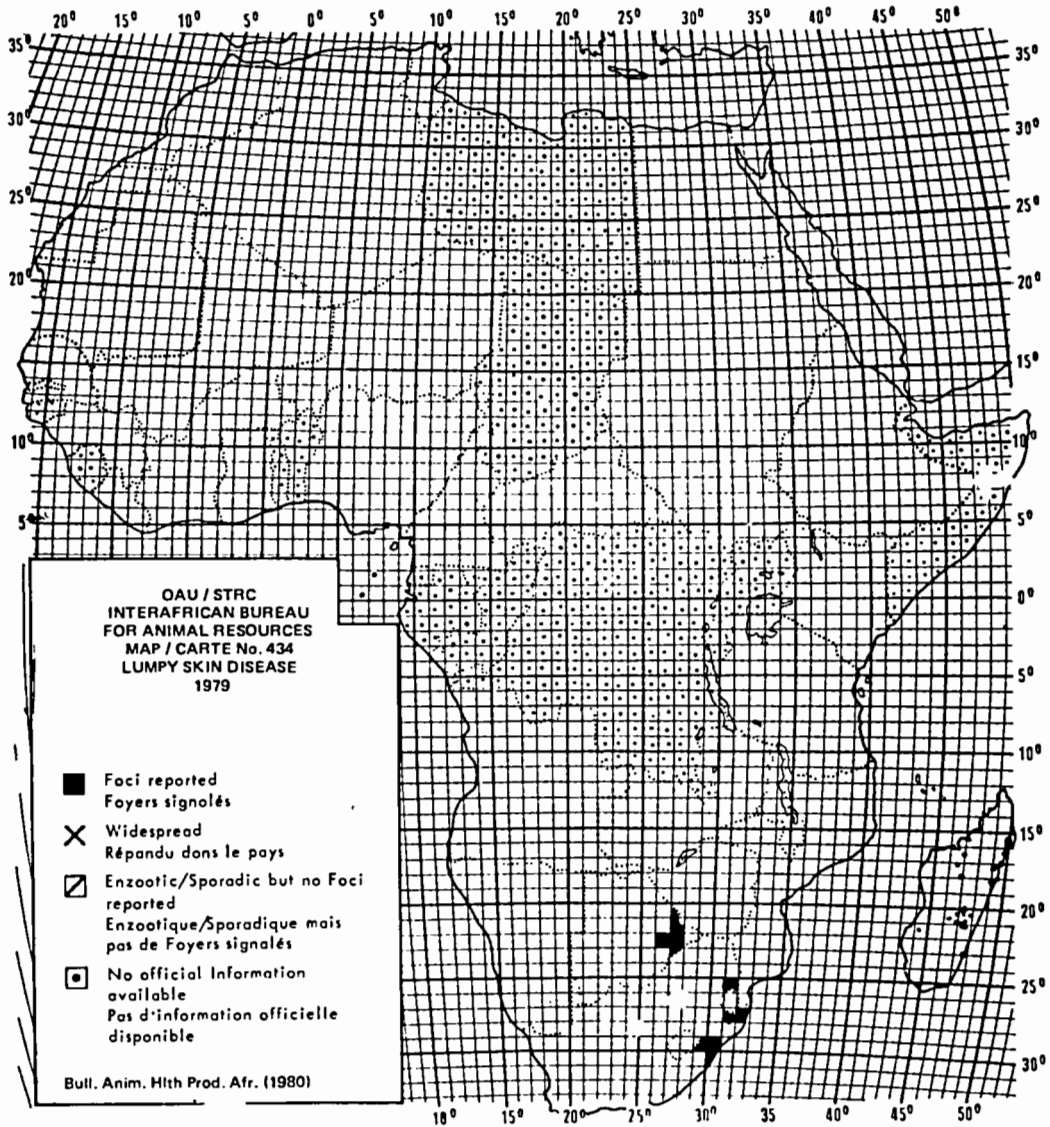 20° 15° 10° 5° 0° 5° 10° 15° 20° 25° 30° 35° 40° 45° 50°
35° 35°
30° 30°
25° 25°
20° 20°
15° 15°
10° 10°
5° 5°
0°
5°
10°
15°
20°
25°
30°
OAU / STRC
INTERAFRICAN BUREAU
FOR ANIMAL RESOURCES
MAP / CARTE No. 434
LUMPY SKIN DISEASE
1979
Foci reported
Foyers signolés
Widespread
Répandu dons le pays
Enzootic/Sporadic but no Foci
reported
Enzootique/Sporadique mais
pas de Foyers signalés
No official Information
available
Pas d'information officielle
disponible
Bull. Anim. Hlth Prod. Afr. (1980)
10° 15° 20° 25° 30° 35° 40° 45° 50°